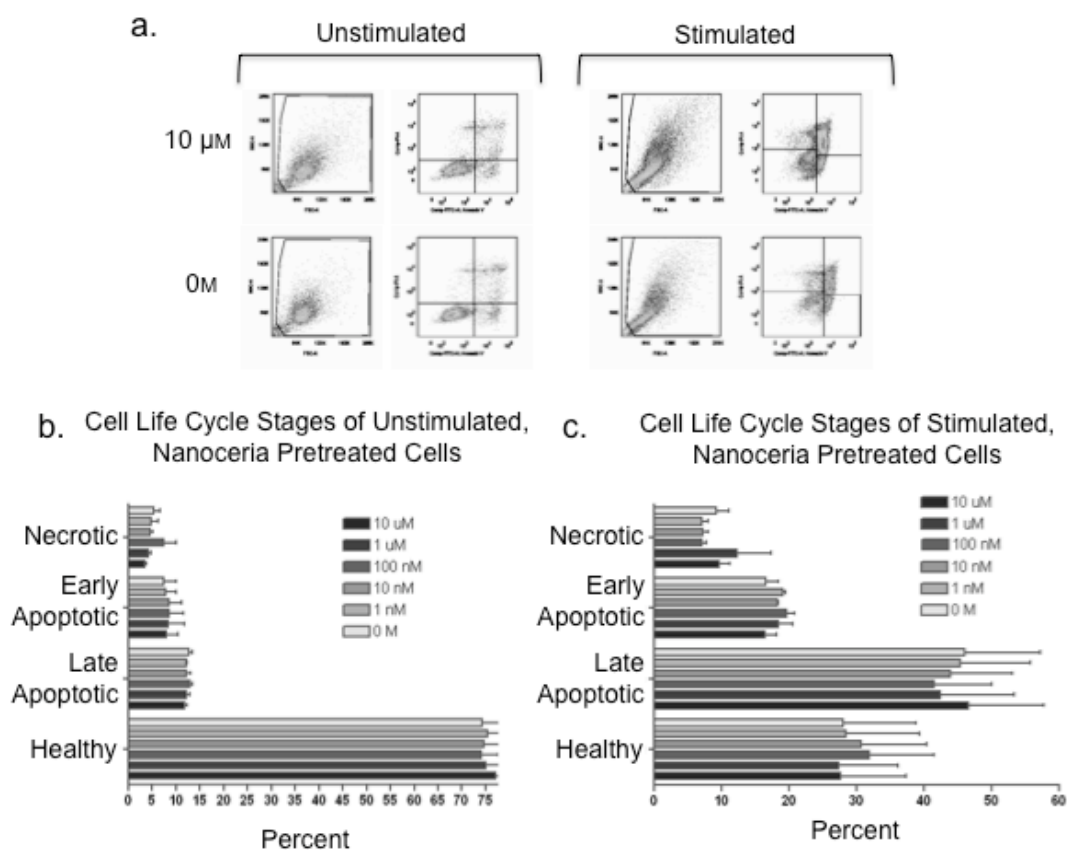 a.
Unstimulated
Stimulated
10 µM
0M
b.
Cell Life Cycle Stages of Unstimulated,
Nanoceria Pretreated Cells
Necrotic
Early
Apoptotic
Late
Apoptotic
Healthy
10 uM
1 uM
100 nM
10 nM
1 nM
0 M
0 5 10 15 20 25 30 35 40 45 50 55 60 65 70 75
Percent
c.
Cell Life Cycle Stages of Stimulated,
Nanoceria Pretreated Cells
Necrotic
Early
Apoptotic
Late
Apoptotic
Healthy
10 uM
1 uM
100 nM
10 nM
1 nM
0 M
0 10 20 30 40 50 60
Percent